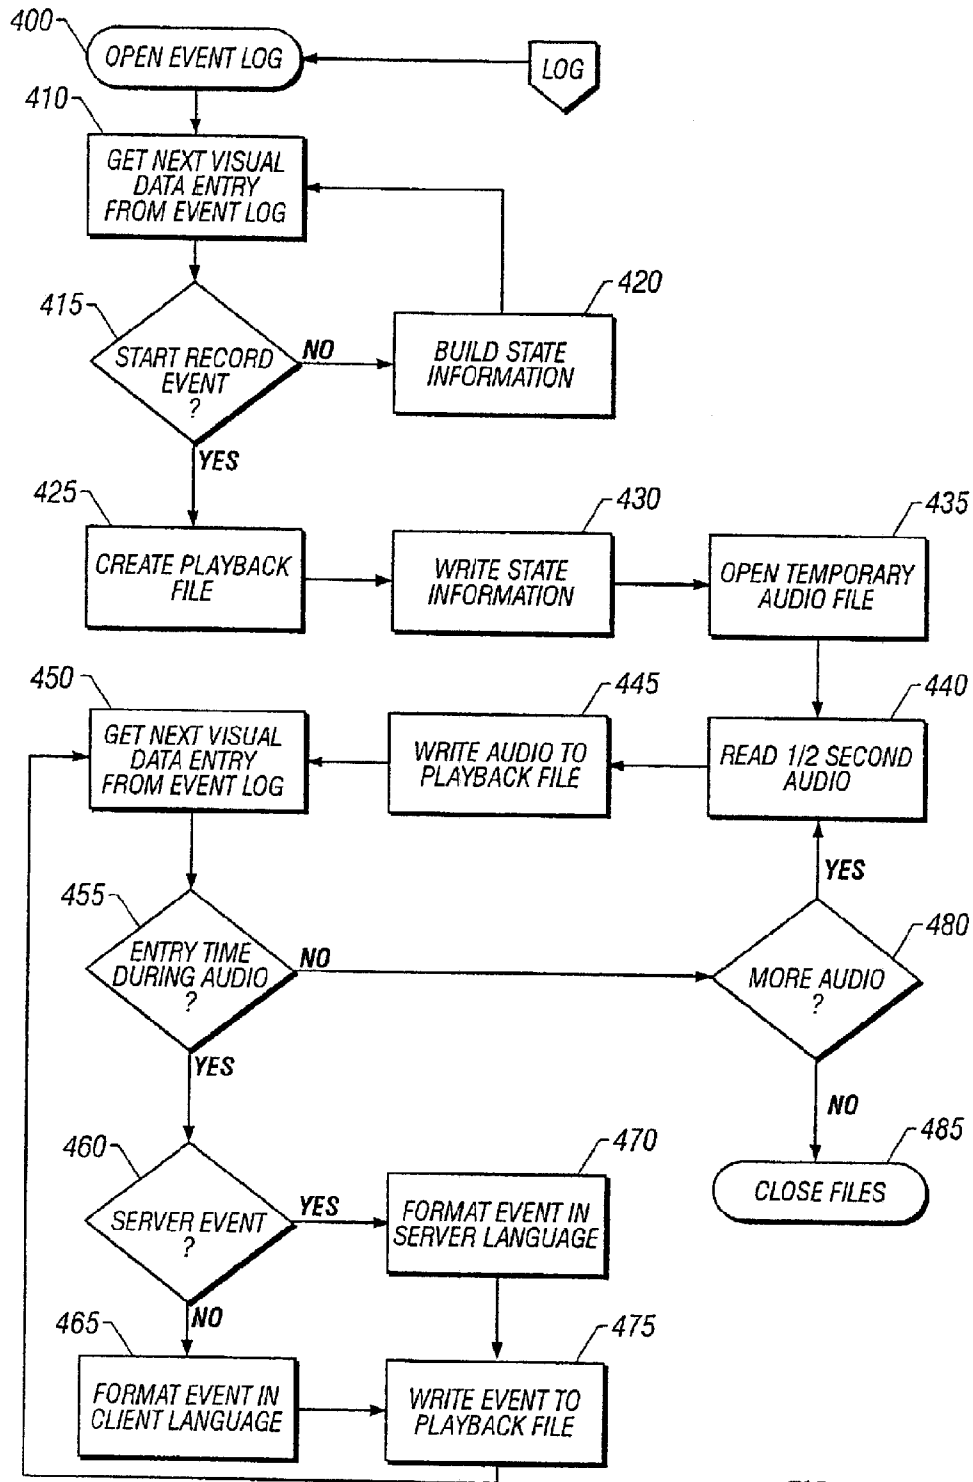 400
OPEN EVENT LOG
LOG
410
GET NEXT VISUAL
DATA ENTRY
FROM EVENT LOG
415
START RECORD
EVENT
?
NO
420
BUILD STATE
INFORMATION
YES
425
CREATE PLAYBACK
FILE
430
WRITE STATE
INFORMATION
435
OPEN TEMPORARY
AUDIO FILE
450
GET NEXT VISUAL
DATA ENTRY
FROM EVENT LOG
445
WRITE AUDIO TO
PLAYBACK FILE
440
READ 1/2 SECOND
AUDIO
YES
455
ENTRY TIME
DURING AUDIO
?
NO
480
MORE AUDIO
?
YES
NO
460
SERVER EVENT
?
YES
470
FORMAT EVENT IN
SERVER LANGUAGE
485
CLOSE FILES
NO
465
FORMAT EVENT IN
CLIENT LANGUAGE
475
WRITE EVENT TO
PLAYBACK FILE